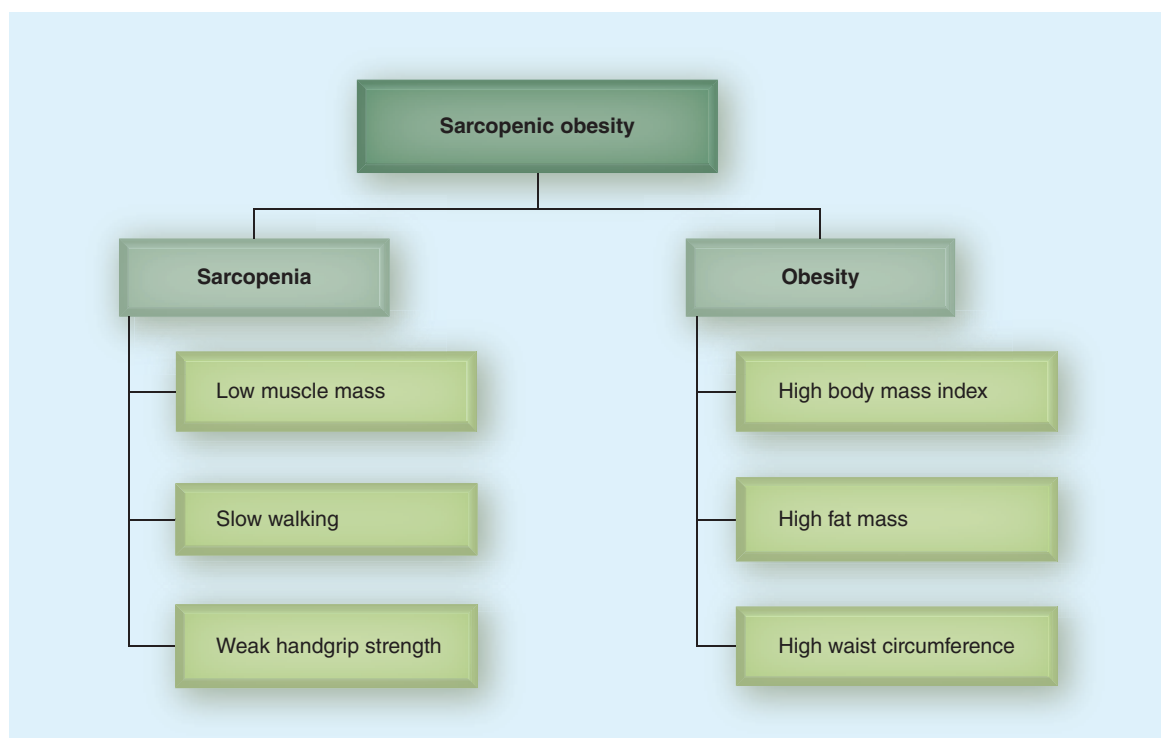 Sarcopenic obesity
Sarcopenia
Low muscle mass
Slow walking
Weak handgrip strength
Obesity
High body mass index
High fat mass
High waist circumference